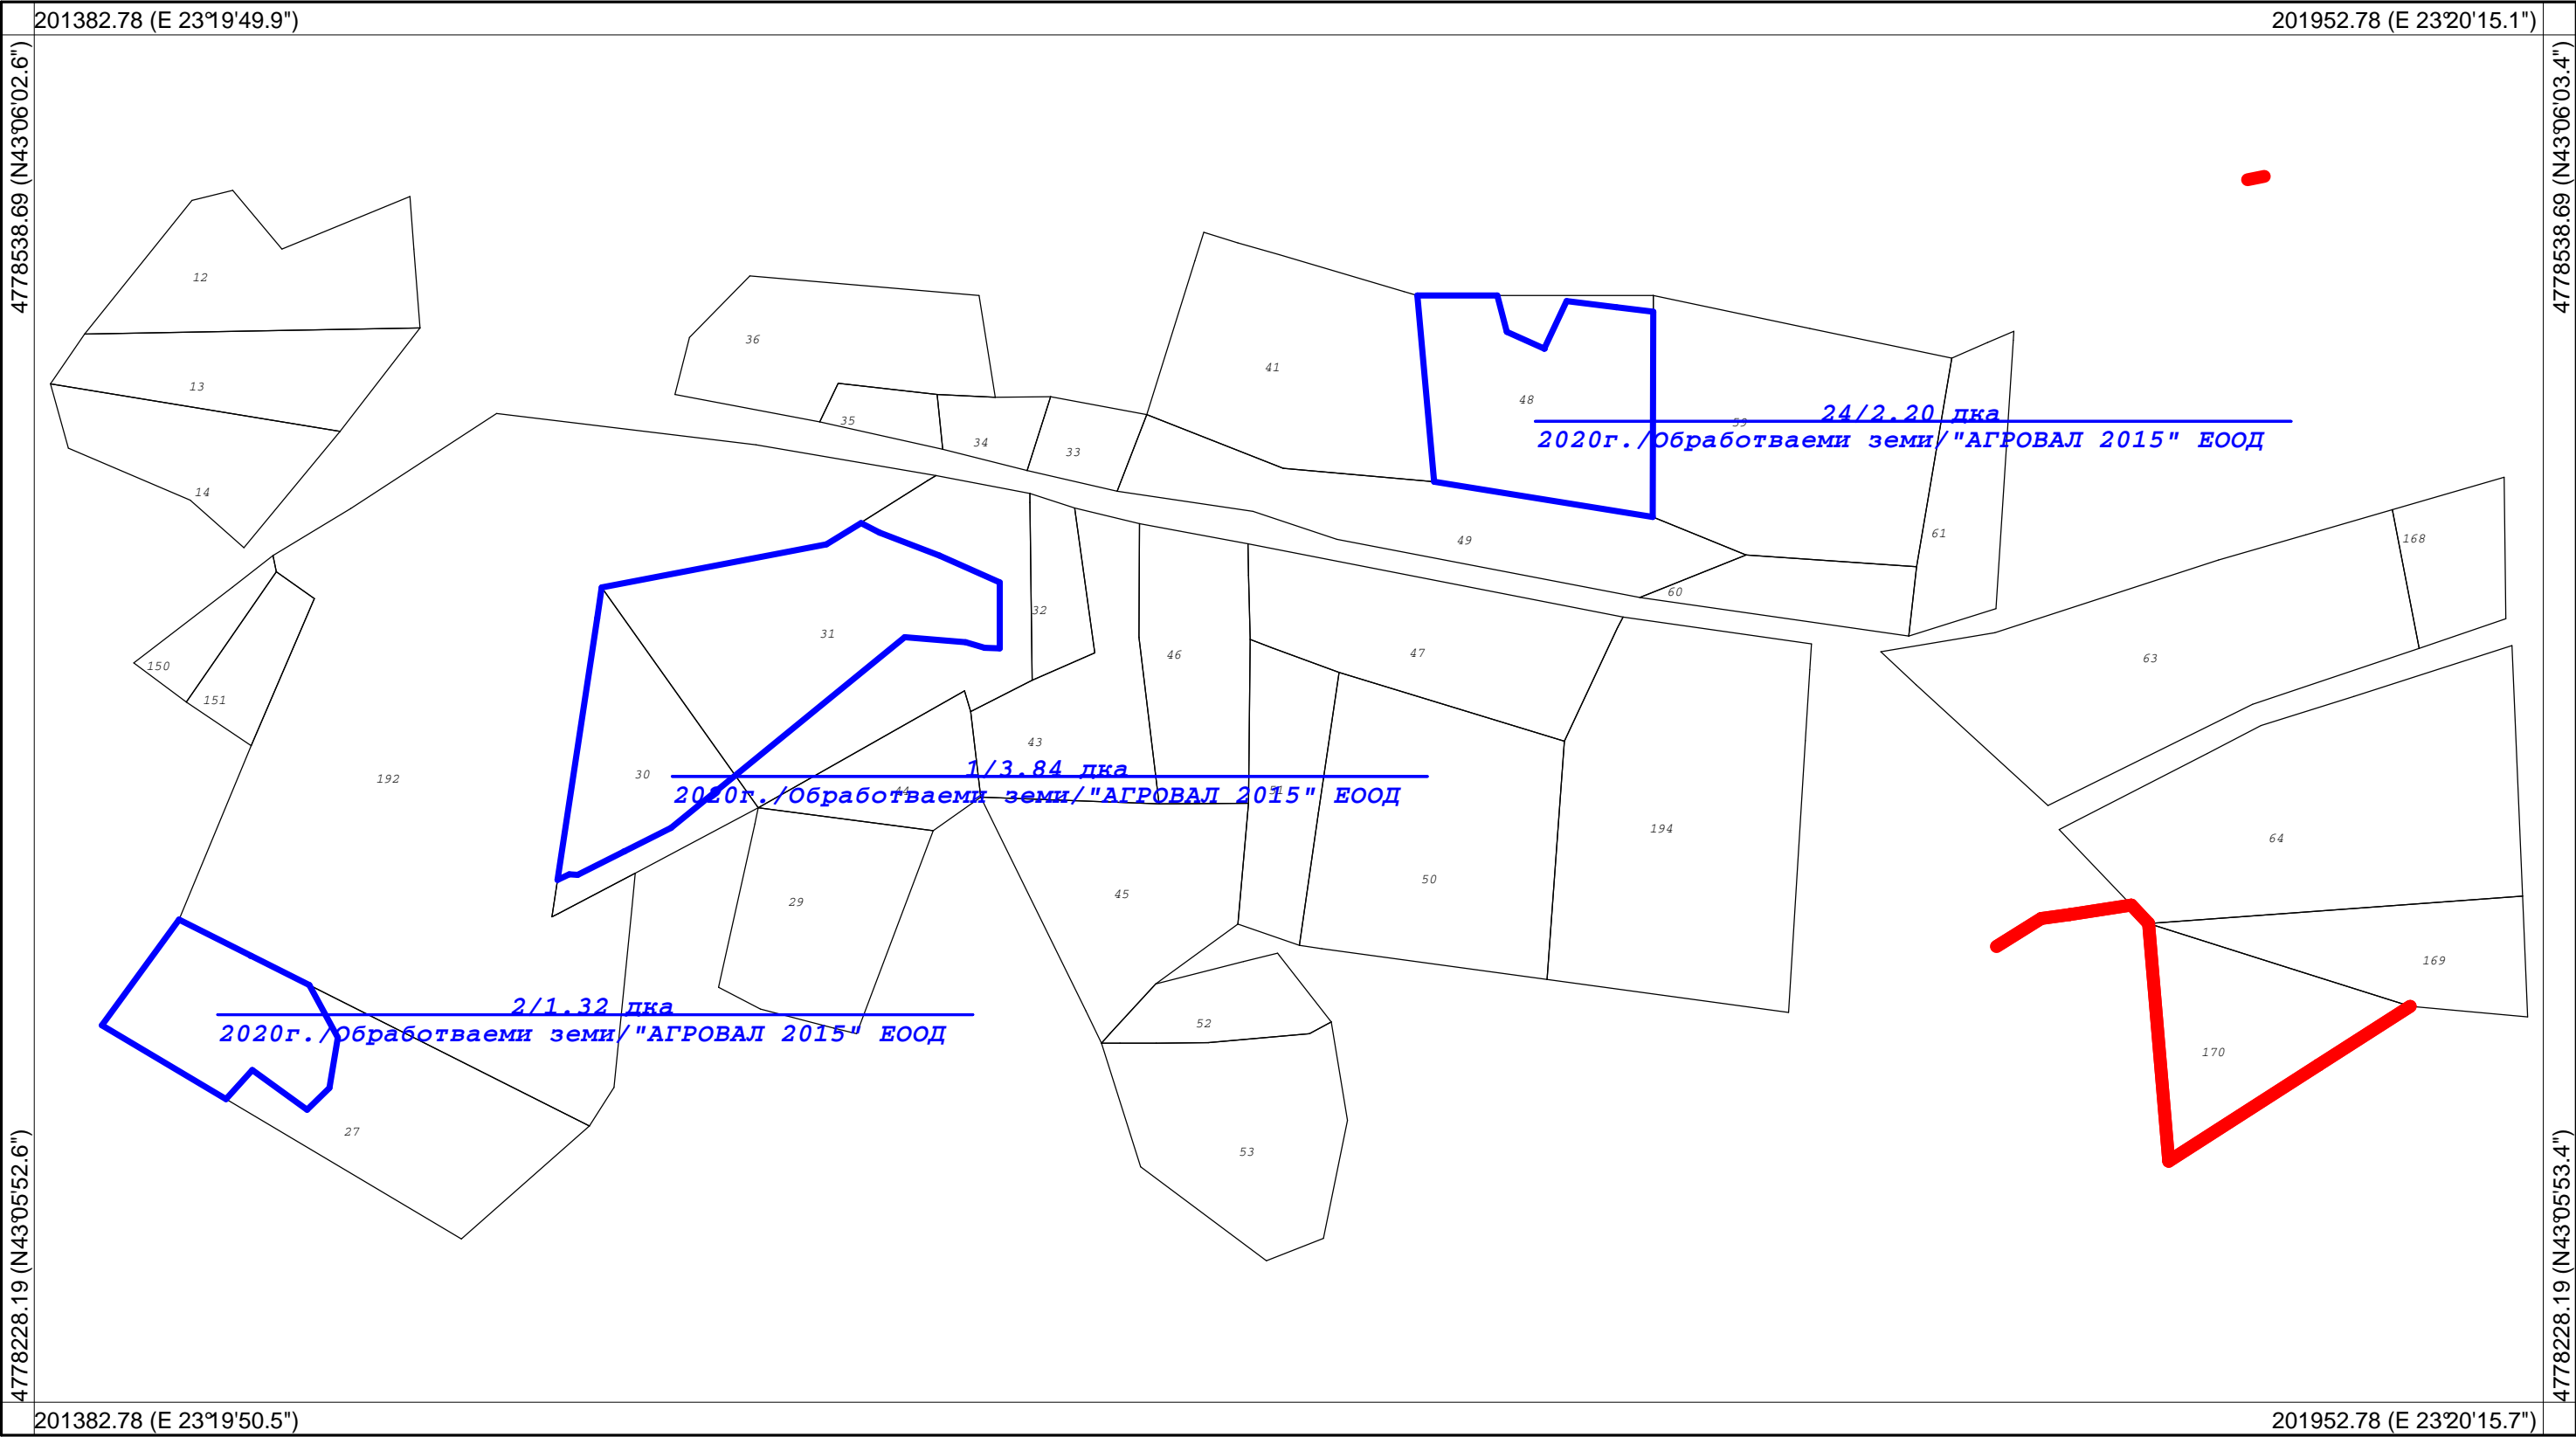 201382.78 (E 23°19'49.9")
201952.78 (E 23°20'15.1")
4778538.69 (N43°06'02.6")
4778538.69 (N43°06'03.4")
12
36
13
41
48
24/2.20 дка
35
59
34
2020г./Обработваеми земи/"АГРОВАЛ 2015" ЕООД
33
14
61
168
49
60
32
31
46
47
63
150
151
43
1/3.84 дка
30
192
51
44
2020г./Обработваеми земи/"АГРОВАЛ 2015" ЕООД
194
64
50
45
29
169
2/1.32 дка
52
2020г./Обработваеми земи/"АГРОВАЛ 2015" ЕООД
170
27
53
4778228.19 (N43°05'52.6")
4778228.19 (N43°05'53.4")
201382.78 (E 23°19'50.5")
201952.78 (E 23°20'15.7")